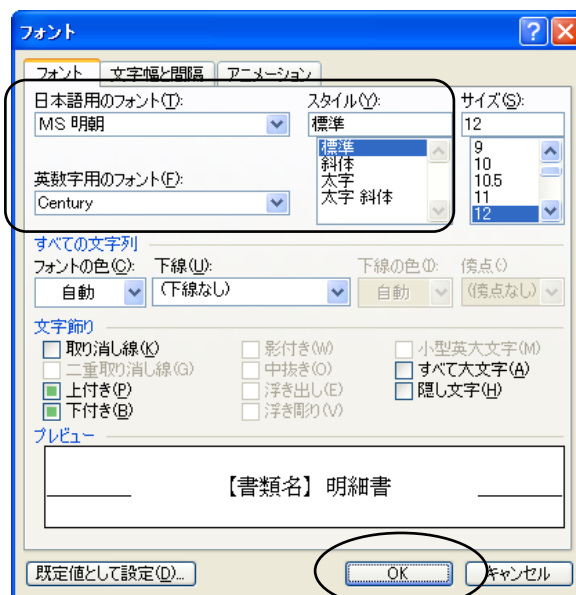 フォント
フォント 文字幅と間隔 アニメーション
日本語用のフォント(T): スタイル(Y): サイズ(S):
MS 明朝 標準 12
標準 9
斜体 10
太字 10.5
太字 斜体 11
12
英数字用のフォント(F):
Century
すべての文字列
フォントの色(C): 下線(U): 下線の色(I): 傍点(:)
自動 (下線なし) 自動 (傍点なし)
文字飾り
取り消し線(K) 影付き(W) 小型英大文字(M)
二重取り消し線(G) 中抜き(O) すべて大文字(A)
上付き(P) 浮き出し(E) 隠し文字(H)
下付き(B) 浮き彫り(V)
プレビュー
【書類名】明細書
既定値として設定(D)... OK キャンセル